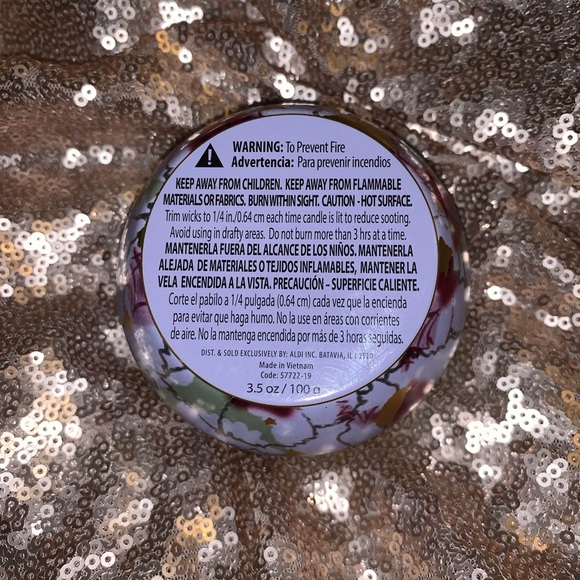 WARNING: To Prevent Fire
Advertencia: Para prevenir incendios
KEEP AWAY FROM CHILDREN. KEEP AWAY FROM FLAMMABLE
MATERIALS OR FABRICS. BURN WITHIN SIGHT. CAUTION - HOT SURFACE.
Trim wicks to 1/4 in./0.64 cm each time candle is lit to reduce sooting.
Avoid using in drafty areas. Do not burn more than 3 hrs at a time.
MANTENERLA FUERA DEL ALCANCE DE LOS NIÑOS. MANTENERLA
ALEJADA DE MATERIALES O TEJIDOS INFLAMABLES, MANTENER LA
VELA ENCENDIDA A LA VISTA. PRECAUCIÓN – SUPERFICIE CALIENTE.
Corte el pabilo a 1/4 pulgada (0.64 cm) cada vez que la encienda
para evitar que haga humo. No la use en áreas con corrientes
de aire. No la mantenga encendida por más de 3 horas seguidas.
DIST. & SOLD EXCLUSIVELY BY: ALDI INC. BATAVIA, IL
Made in Vietnam
Code: 57722-19
3.5 oz / 100 g